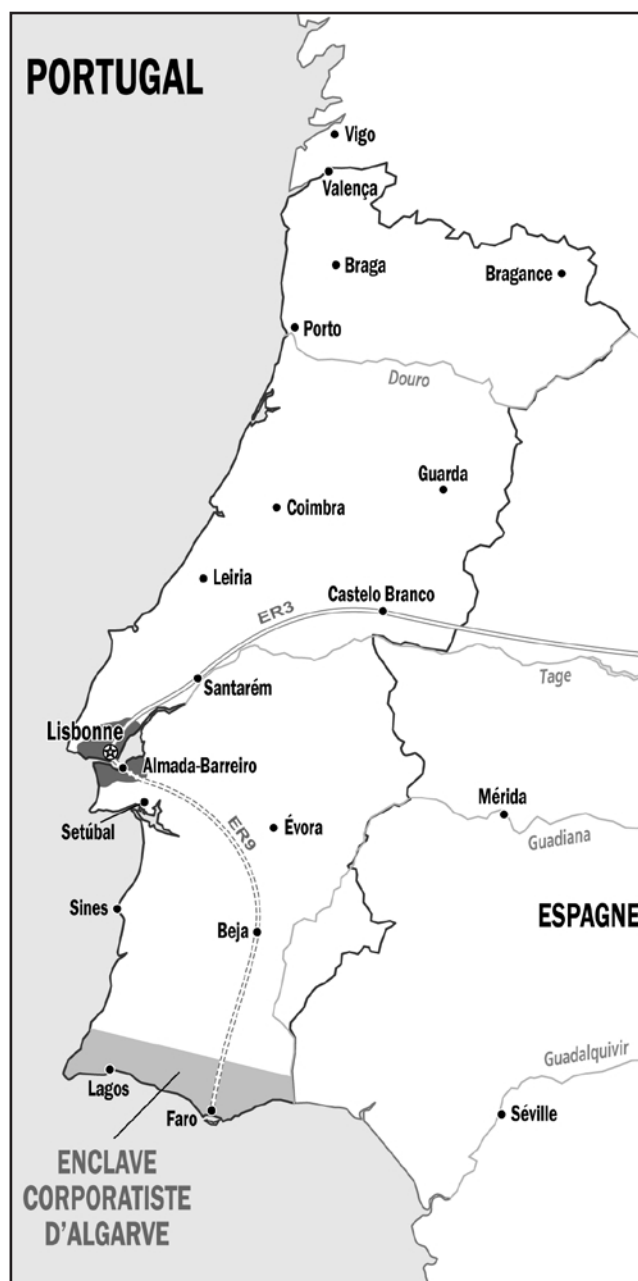 PORTUGAL
Vigo
Valença
Braga
Bragance
Porto
Douro
Guarda
Coimbra
Leiria
Castelo Branco
ER3
Santarém
Tage
Lisbonne
Almada-Barreiro
Setúbal
ER9
Évora
Mérida
Guadiana
Sines
Beja
ESPAGNE
Guadalquivir
Lagos
Faro
Séville
ENCLAVE
CORPORATISTE
D'ALGARVE